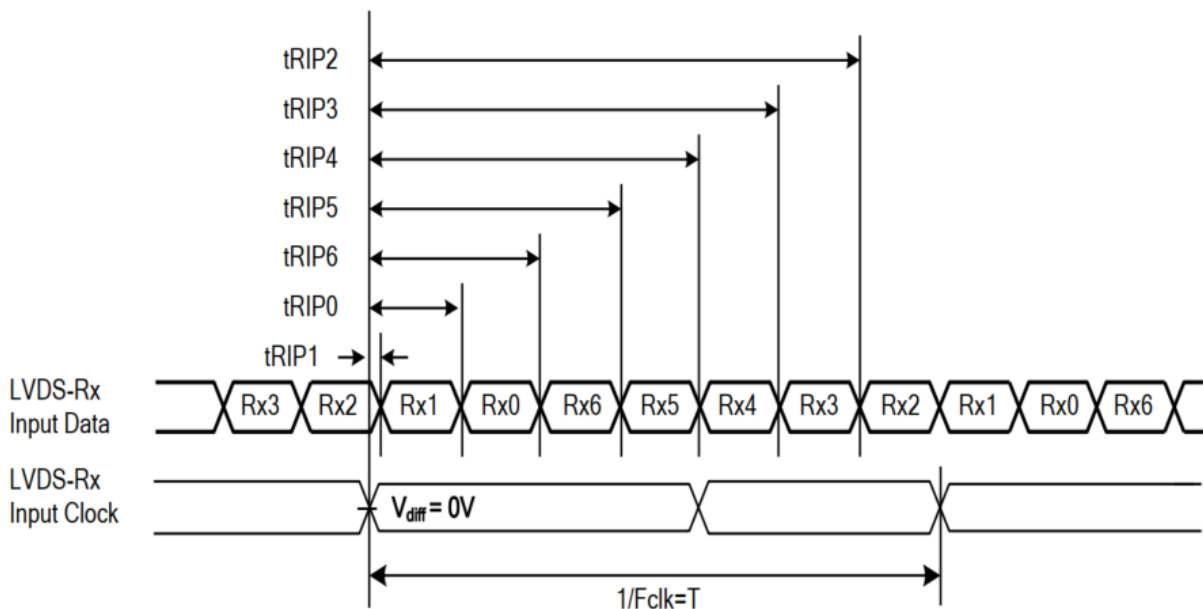 tRIP2
tRIP3
tRIP4
tRIP5
tRIP6
tRIP0
tRIP1
LVDS-Rx
Input Data
Rx3 Rx2 Rx1 Rx0 Rx6 Rx5 Rx4 Rx3 Rx2 Rx1 Rx0 Rx6
LVDS-Rx
Input Clock
Vdiff = 0V
1/Fclk=T